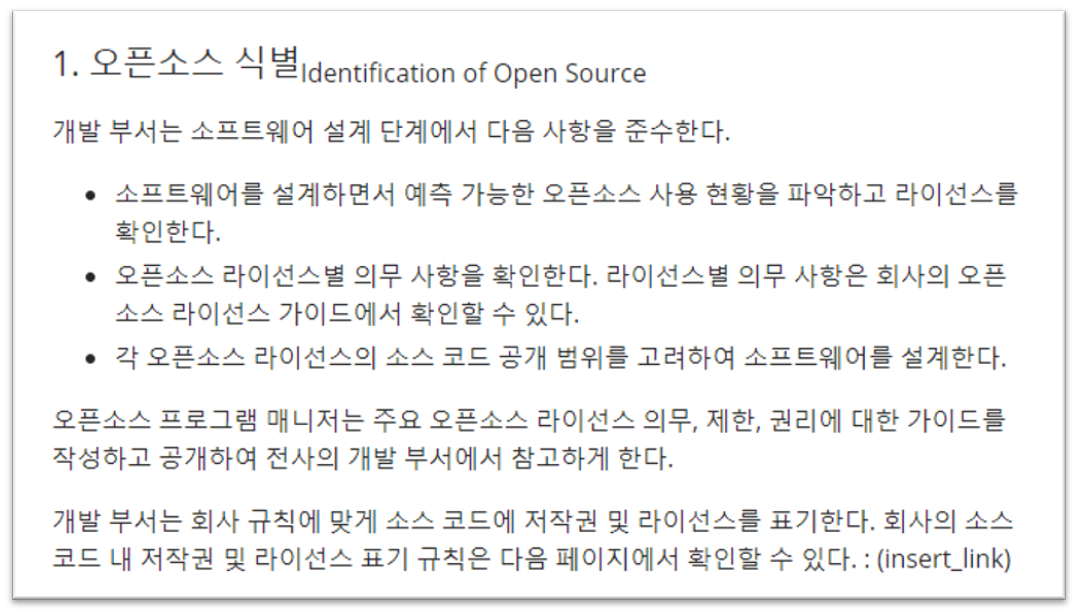 1. 오픈소스 식별Identification of Open Source
개발 부서는 소프트웨어 설계 단계에서 다음 사항을 준수한다.
• 소프트웨어를 설계하면서 예측 가능한 오픈소스 사용 현황을 파악하고 라이선스를
확인한다.
• 오픈소스 라이선스별 의무 사항을 확인한다. 라이선스별 의무 사항은 회사의 오픈
소스 라이선스 가이드에서 확인할 수 있다.
• 각 오픈소스 라이선스의 소스 코드 공개 범위를 고려하여 소프트웨어를 설계한다.
오픈소스 프로그램 매니저는 주요 오픈소스 라이선스 의무, 제한, 권리에 대한 가이드를
작성하고 공개하여 전사의 개발 부서에서 참고하게 한다.
개발 부서는 회사 규칙에 맞게 소스 코드에 저작권 및 라이선스를 표기한다. 회사의 소스
코드 내 저작권 및 라이선스 표기 규칙은 다음 페이지에서 확인할 수 있다. : (insert_link)